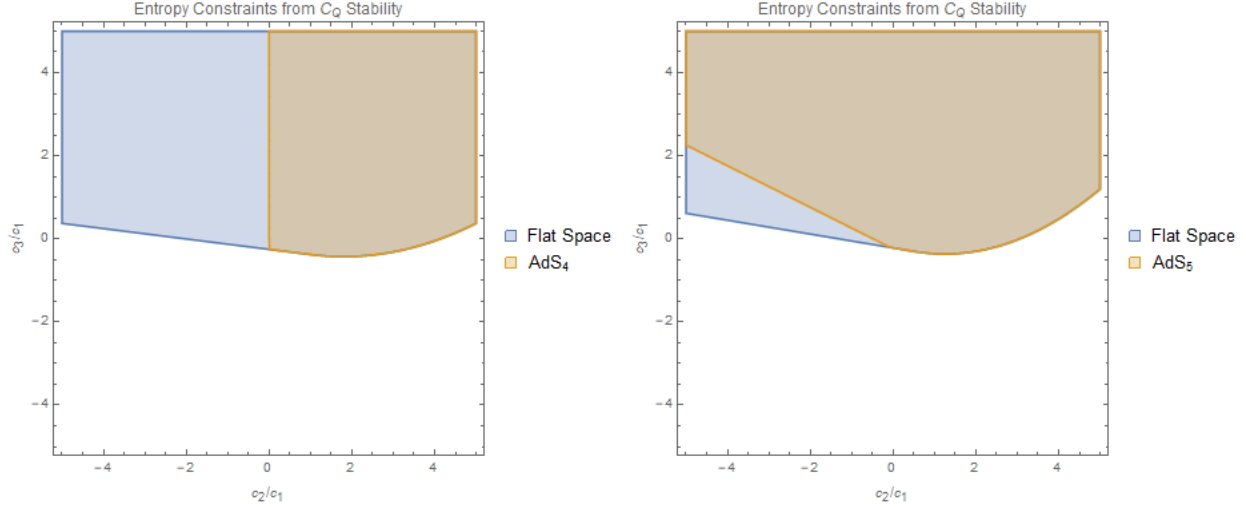 Entropy Constraints from C_Q Stability
4
2
0
−2
−4
−4
−2
0
2
4
c_3/c_1
c_2/c_1
Flat Space
AdS_4
Entropy Constraints from C_Q Stability
4
2
0
−2
−4
−4
−2
0
2
4
c_3/c_1
c_2/c_1
Flat Space
AdS_5